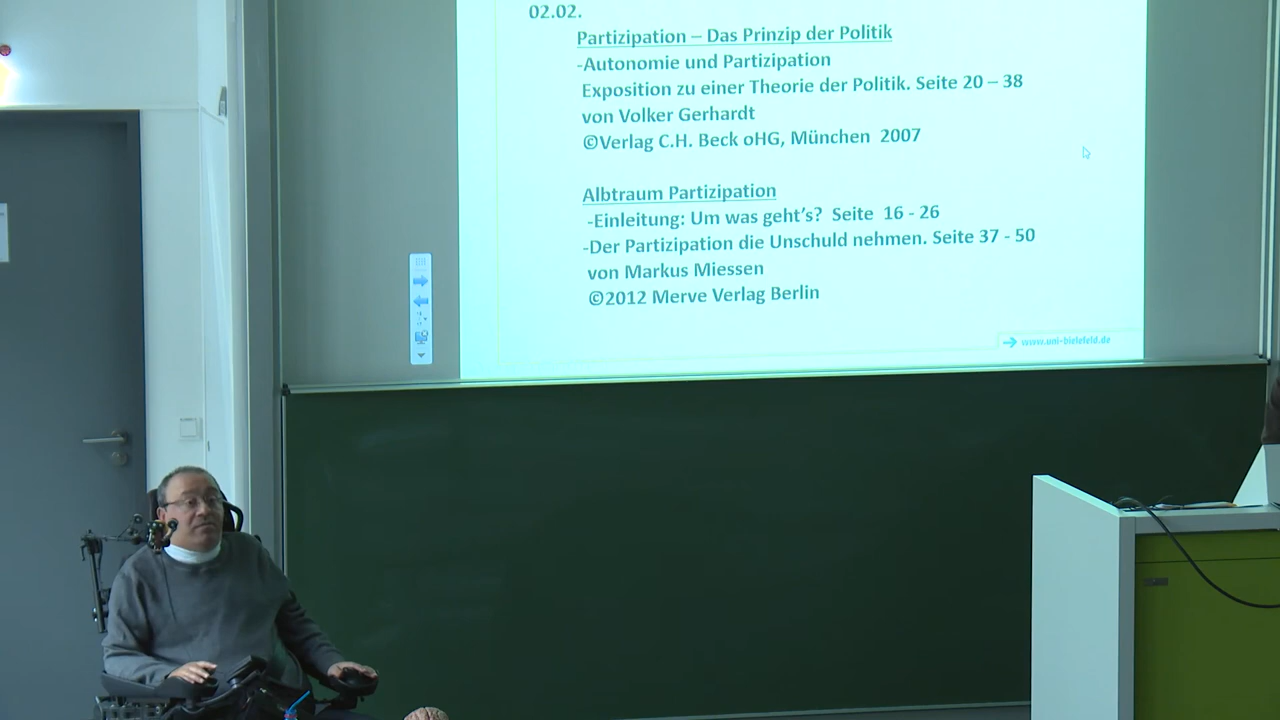 02.02.
Partizipation – Das Prinzip der Politik
-Autonomie und Partizipation
Exposition zu einer Theorie der Politik. Seite 20 – 38
von Volker Gerhardt
©Verlag C.H. Beck oHG, München 2007
Albtraum Partizipation
-Einleitung: Um was geht's? Seite 16 - 26
-Der Partizipation die Unschuld nehmen. Seite 37 - 50
von Markus Miessen
©2012 Merve Verlag Berlin
www.uni-bielefeld.de